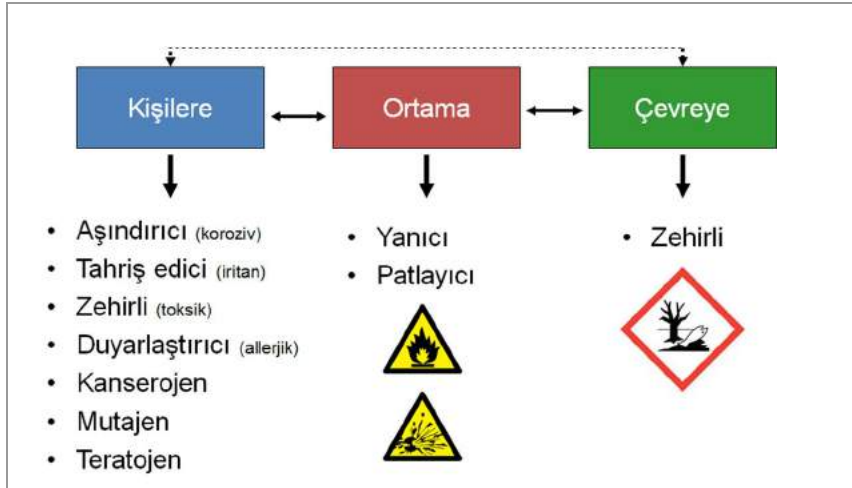 Kişilere
Ortama
Çevreye
• Aşındırıcı (koroziv)
• Tahriş edici (iritan)
• Zehirli (toksik)
• Duyarlaştırıcı (allerjik)
• Kanserojen
• Mutajen
• Teratojen
• Yanıcı
• Patlayıcı
• Zehirli